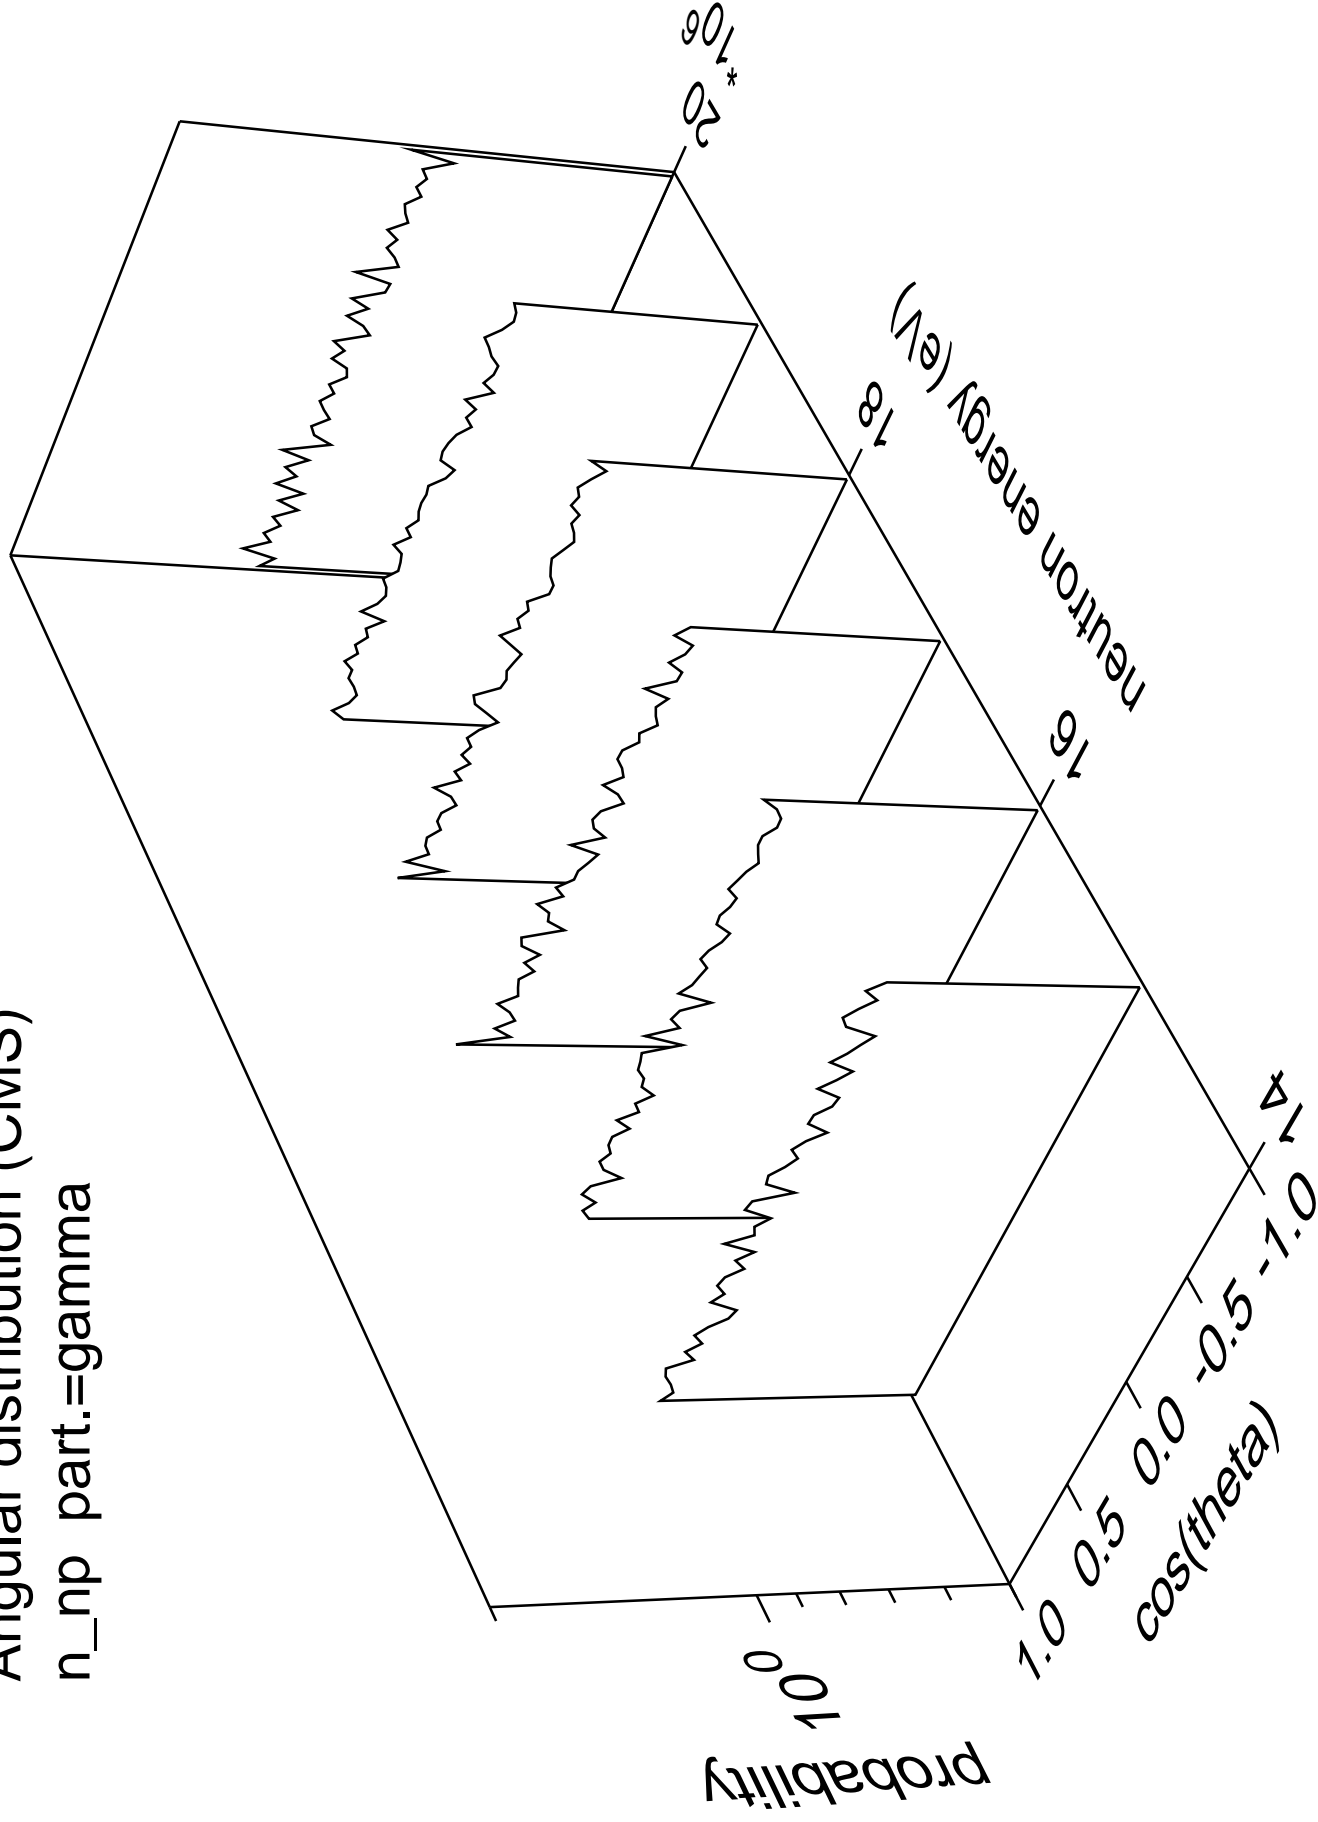 Angular distribution (CMS)
n_np part.=gamma
probability
10 0
1.0 0.5 0.0 -0.5 -1.0
cos(theta)
14 16 18 20
* 10 6
neutron energy (eV)